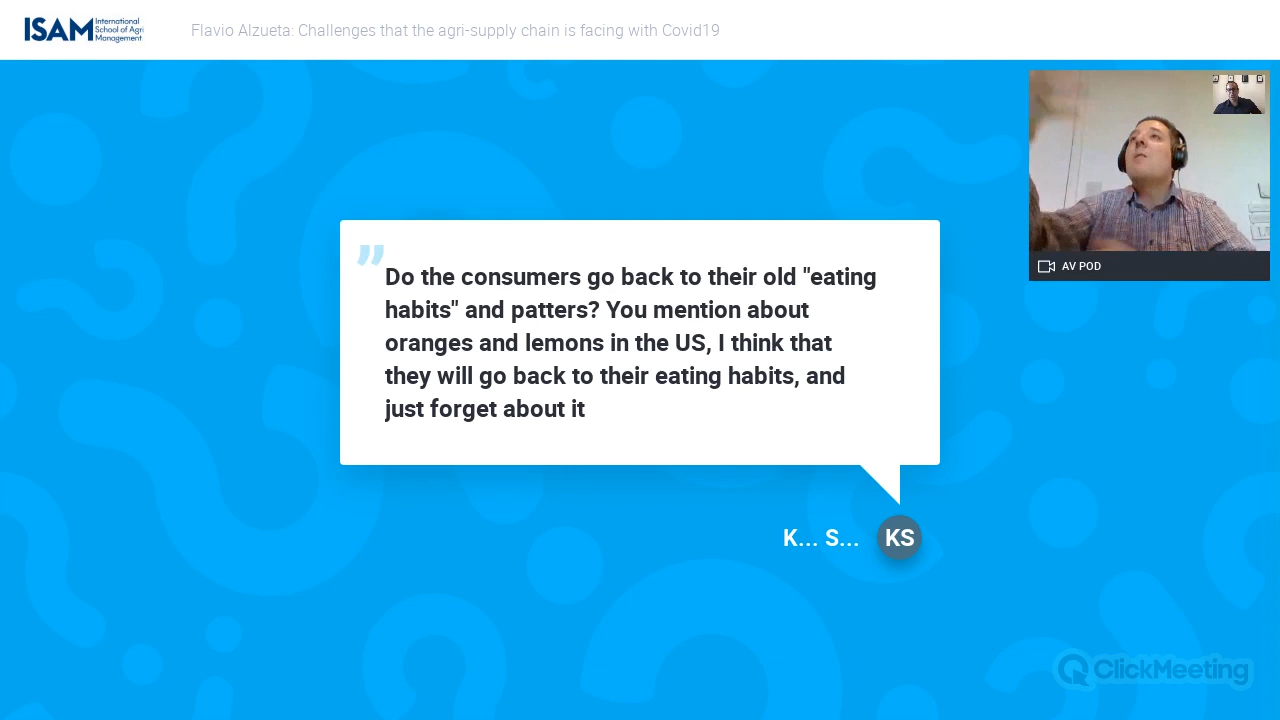 ISAM
International
School of Agri
Management
Flavio Alzueta: Challenges that the agri-supply chain is facing with Covid19
AV POD
"
Do the consumers go back to their old "eating
habits" and patters? You mention about
oranges and lemons in the US, I think that
they will go back to their eating habits, and
just forget about it
K... S...
KS
ClickMeeting